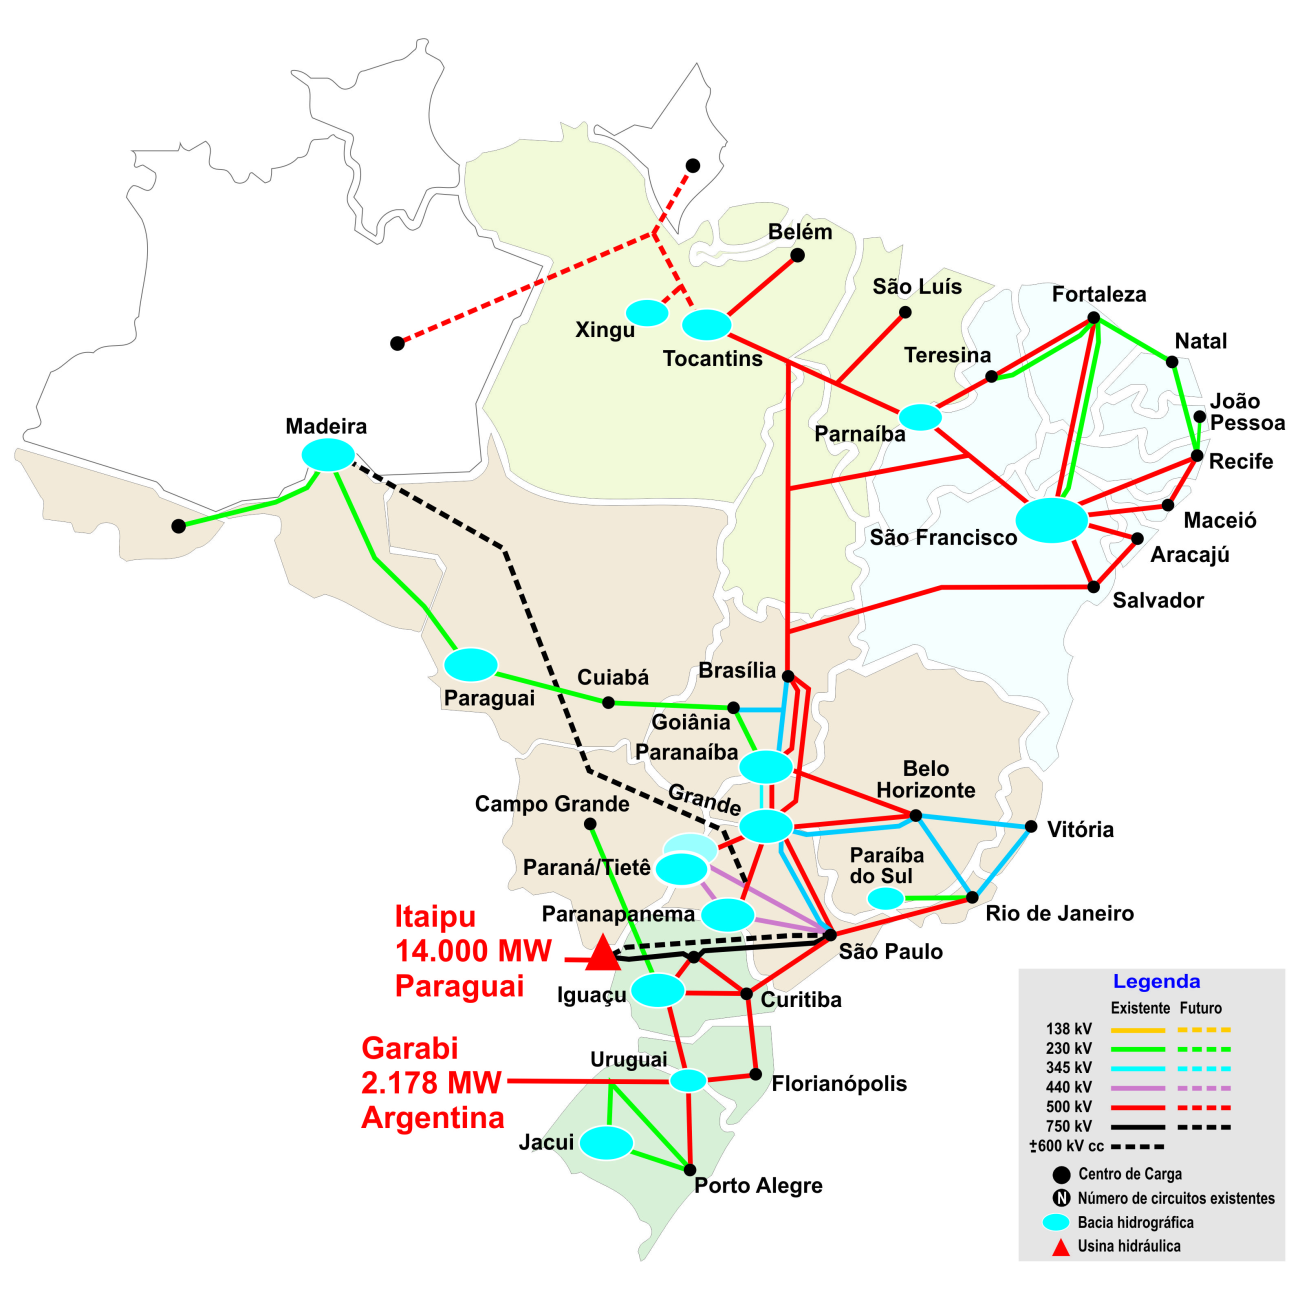 Belém
São Luís
Fortaleza
Xingu
Tocantins
Teresina
Natal
João
Pessoa
Madeira
Parnaíba
Recife
São Francisco
Maceió
Aracajú
Salvador
Brasília
Cuiabá
Paraguai
Goiânia
Paranaíba
Belo
Horizonte
Campo Grande
Grande
Vitória
Paraná/Tietê
Paraíba
do Sul
Itaipu
14.000 MW
Paraguai
Paranapanema
Rio de Janeiro
São Paulo
Iguaçu
Curitiba
Garabi
2.178 MW
Argentina
Uruguai
Florianópolis
Jacui
Porto Alegre
Legenda
Existente Futuro
138 kV
230 kV
345 kV
440 kV
500 kV
750 kV
±600 kV cc
Centro de Carga
N Número de circuitos existentes
Bacia hidrográfica
Usina hidráulica